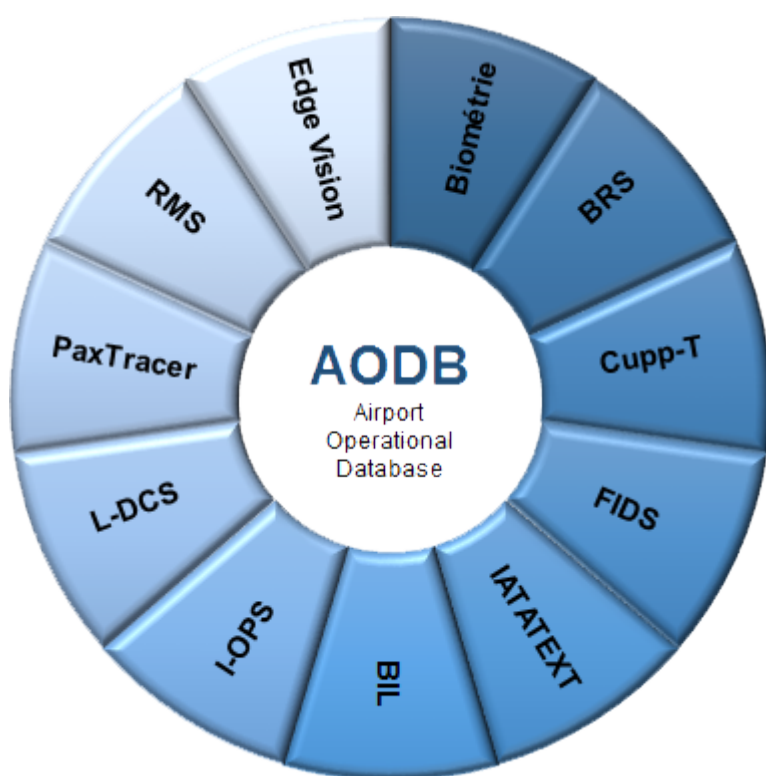 AODB
Airport
Operational
Database
Biométrie
BRS
Cupp-T
FIDS
IATATEXT
BIL
I-OPS
L-DCS
PaxTracer
RMS
Edge Vision